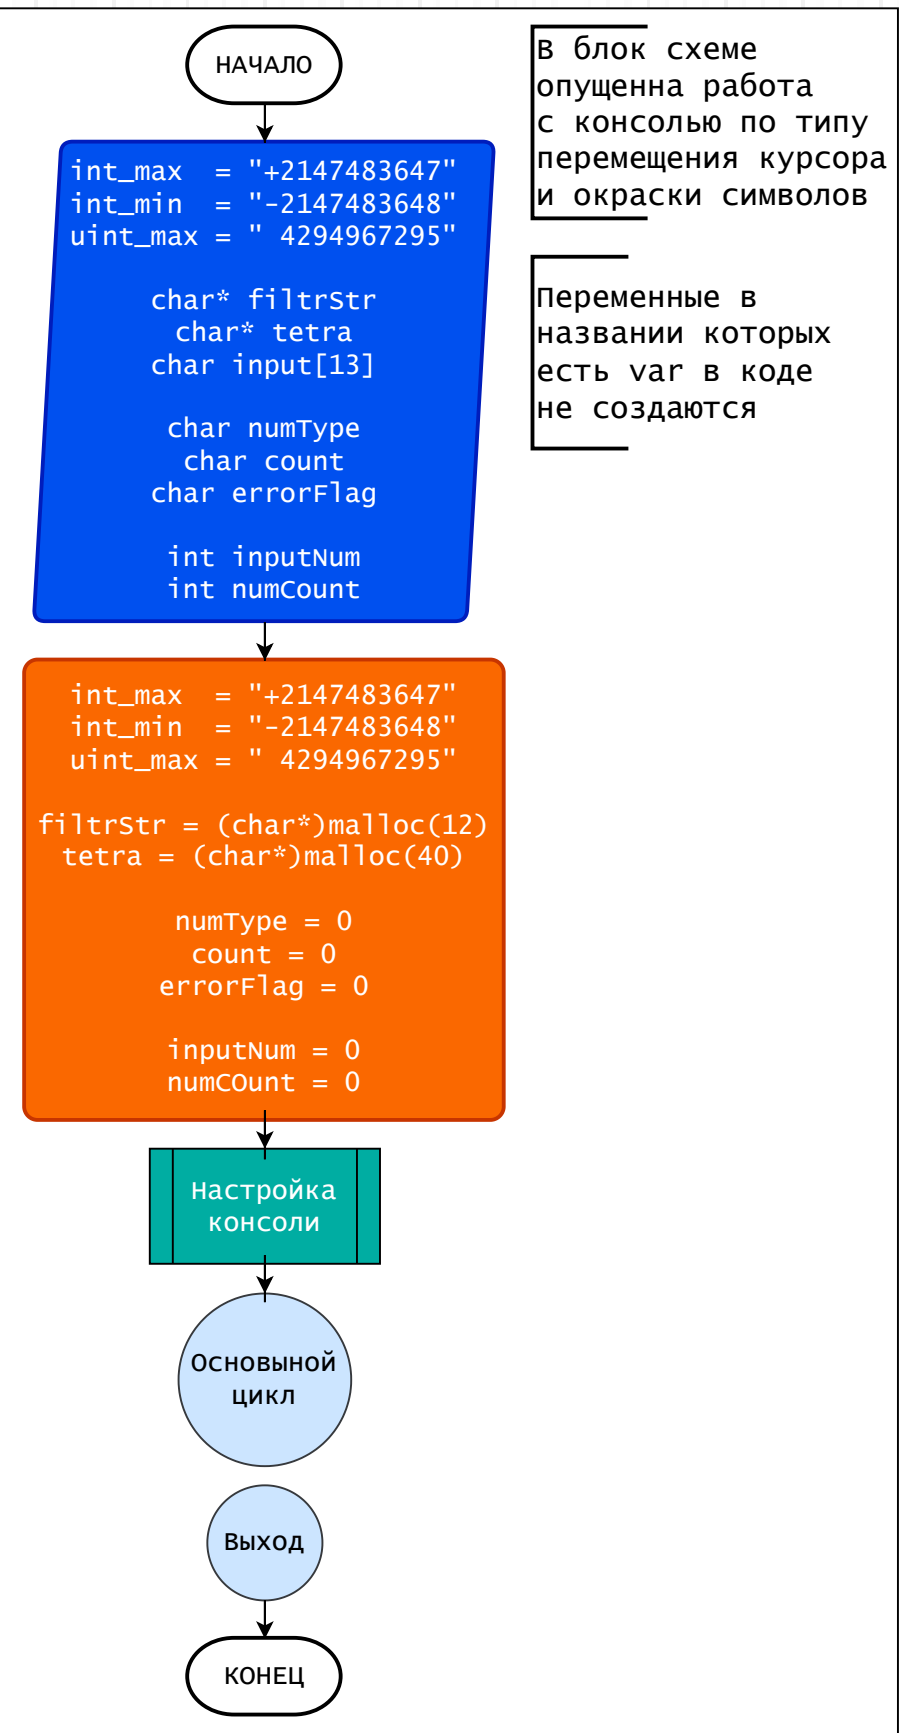 НАЧАЛО
В блок схеме
опущенна работа
с консолью по типу
перемещения курсора
и окраски символов
int_max  = "+2147483647"
int_min  = "-2147483648"
uint_max = " 4294967295"
char* filtrStr
char* tetra
char input[13]
char numType
char count
char errorFlag
int inputNum
int numCount
Переменные в
названии которых
есть var в коде
не создаются
int_max  = "+2147483647"
int_min  = "-2147483648"
uint_max = " 4294967295"
filtrStr = (char*)malloc(12)
tetra = (char*)malloc(40)
numType = 0
count = 0
errorFlag = 0
inputNum = 0
numCOunt = 0
Настройка
консоли
Основыной
цикл
Выход
КОНЕЦ